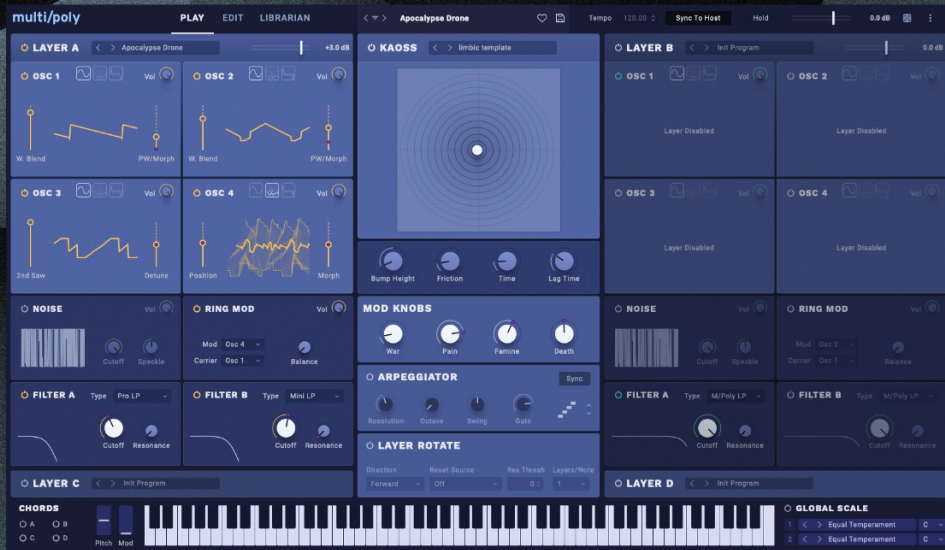 multi/poly PLAY EDIT LIBRARIAN Apocalypse Drone Tempo 120.00 Sync To Host Hold 0.0 dB
LAYER A Apocalypse Drone +3.0 dB
OSC 1 Vol
W. Blend PW/Morph
OSC 2 Vol
W. Blend PW/Morph
OSC 3 Vol
2nd Saw Detune
OSC 4 Vol
Position Morph
NOISE Vol
Cutoff Speckle
RING MOD Vol
Mod Osc 4
Carrier Osc 1
Balance
FILTER A Type Pro LP
Cutoff Resonance
FILTER B Type Mini LP
Cutoff Resonance
LAYER C Init Program
KAOSS limbic template
Bump Height Friction Time Lag Time
MOD KNOBS
War Pain Famine Death
ARPEGGIATOR Sync
Resolution Octave Swing Gate
LAYER ROTATE
Direction Reset Source Res Thresh Layers/Note
Forward Off 0 1
LAYER B Init Program 0.0 dB
OSC 1 Vol
Layer Disabled
OSC 2 Vol
Layer Disabled
OSC 3 Vol
Layer Disabled
OSC 4 Vol
Layer Disabled
NOISE Vol
Cutoff Speckle
RING MOD Vol
Mod Osc 2
Carrier Osc 1
Balance
FILTER A Type M/Poly LP
Cutoff Resonance
FILTER B Type M/Poly LP
Cutoff Resonance
LAYER D Init Program
CHORDS
A B
C D
Pitch Mod
GLOBAL SCALE
1 Equal Temperament C
2 Equal Temperament C